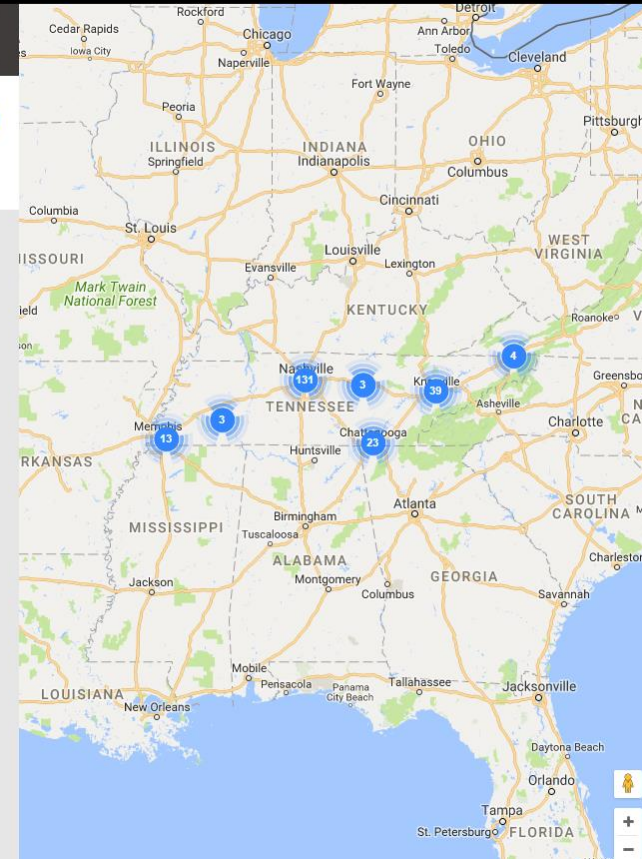 Rockford
Detroit
Cedar Rapids
Chicago
Ann Arbor
Iowa City
Naperville
Toledo
Cleveland
Fort Wayne
Peoria
Pittsburgh
ILLINOIS
INDIANA
OHIO
Springfield
Indianapolis
Columbus
Cincinnati
Columbia
St. Louis
WEST
VIRGINIA
ISSOURI
Louisville
Evansville
Lexington
Mark Twain
National Forest
ield
KENTUCKY
Roanoke
V
son
4
Nashville
131
3
Knoxville
39
Greensbo
TENNESSEE
Asheville
N
CA
3
Memphis
13
Chattanooga
23
Charlotte
Huntsville
RKANSAS
Atlanta
SOUTH
CAROLINA
M
Birmingham
MISSISSIPPI
Tuscaloosa
ALABAMA
GEORGIA
Charleston
Jackson
Montgomery
Columbus
Savannah
Mobile
Pensacola
Panama
City Beach
Tallahassee
Jacksonville
LOUISIANA
New Orleans
Daytona Beach
Orlando
Tampa
St. Petersburg
FLORIDA
+
−